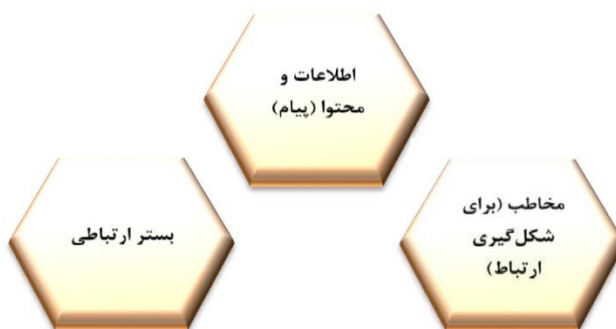 اطلاعات و
محتوا (پیام)
مخاطب (برای
شکل‌گیری
ارتباط)
بستر ارتباطی